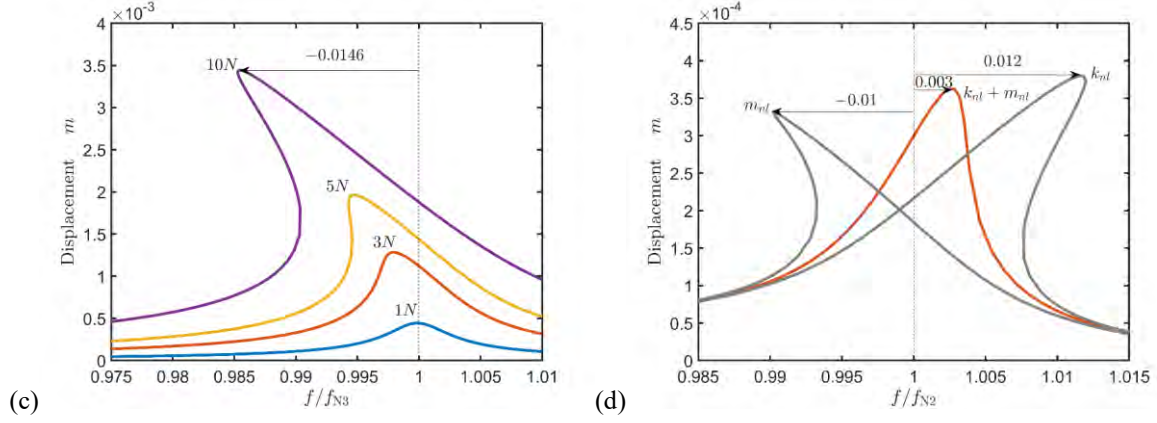 ×10⁻³
4
3.5
3
2.5
2
1.5
1
0.5
0
Displacement m
10N
−0.0146
5N
3N
1N
0.975 0.98 0.985 0.99 0.995 1 1.005 1.01
f/f_N3
(c)
×10⁻⁴
4.5
4
3.5
3
2.5
2
1.5
1
0.5
0
Displacement m
0.012
k_nl
0.003
k_nl + m_nl
m_nl
−0.01
0.985 0.99 0.995 1 1.005 1.01 1.015
f/f_N2
(d)